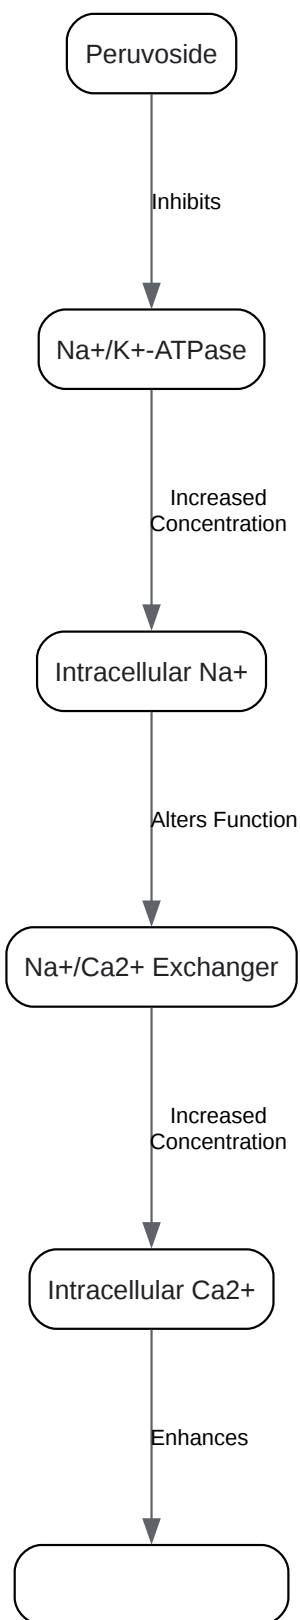 Peruvoside
Inhibits
Na+/K+-ATPase
Increased
Concentration
Intracellular Na+
Alters Function
Na+/Ca2+ Exchanger
Increased
Concentration
Intracellular Ca2+
Enhances